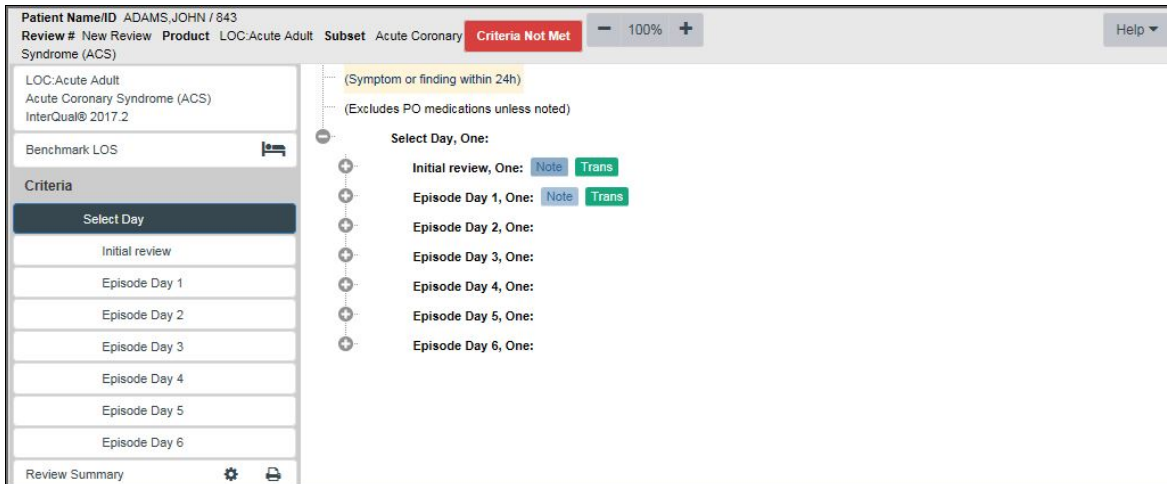 Patient Name/ID ADAMS,JOHN / 843
Review # New Review Product LOC:Acute Adult Subset Acute Coronary
Syndrome (ACS)
Criteria Not Met
100%
Help
LOC:Acute Adult
Acute Coronary Syndrome (ACS)
InterQual® 2017.2
Benchmark LOS
Criteria
Select Day
Initial review
Episode Day 1
Episode Day 2
Episode Day 3
Episode Day 4
Episode Day 5
Episode Day 6
Review Summary
(Symptom or finding within 24h)
(Excludes PO medications unless noted)
Select Day, One:
Initial review, One: Note Trans
Episode Day 1, One: Note Trans
Episode Day 2, One:
Episode Day 3, One:
Episode Day 4, One:
Episode Day 5, One:
Episode Day 6, One: